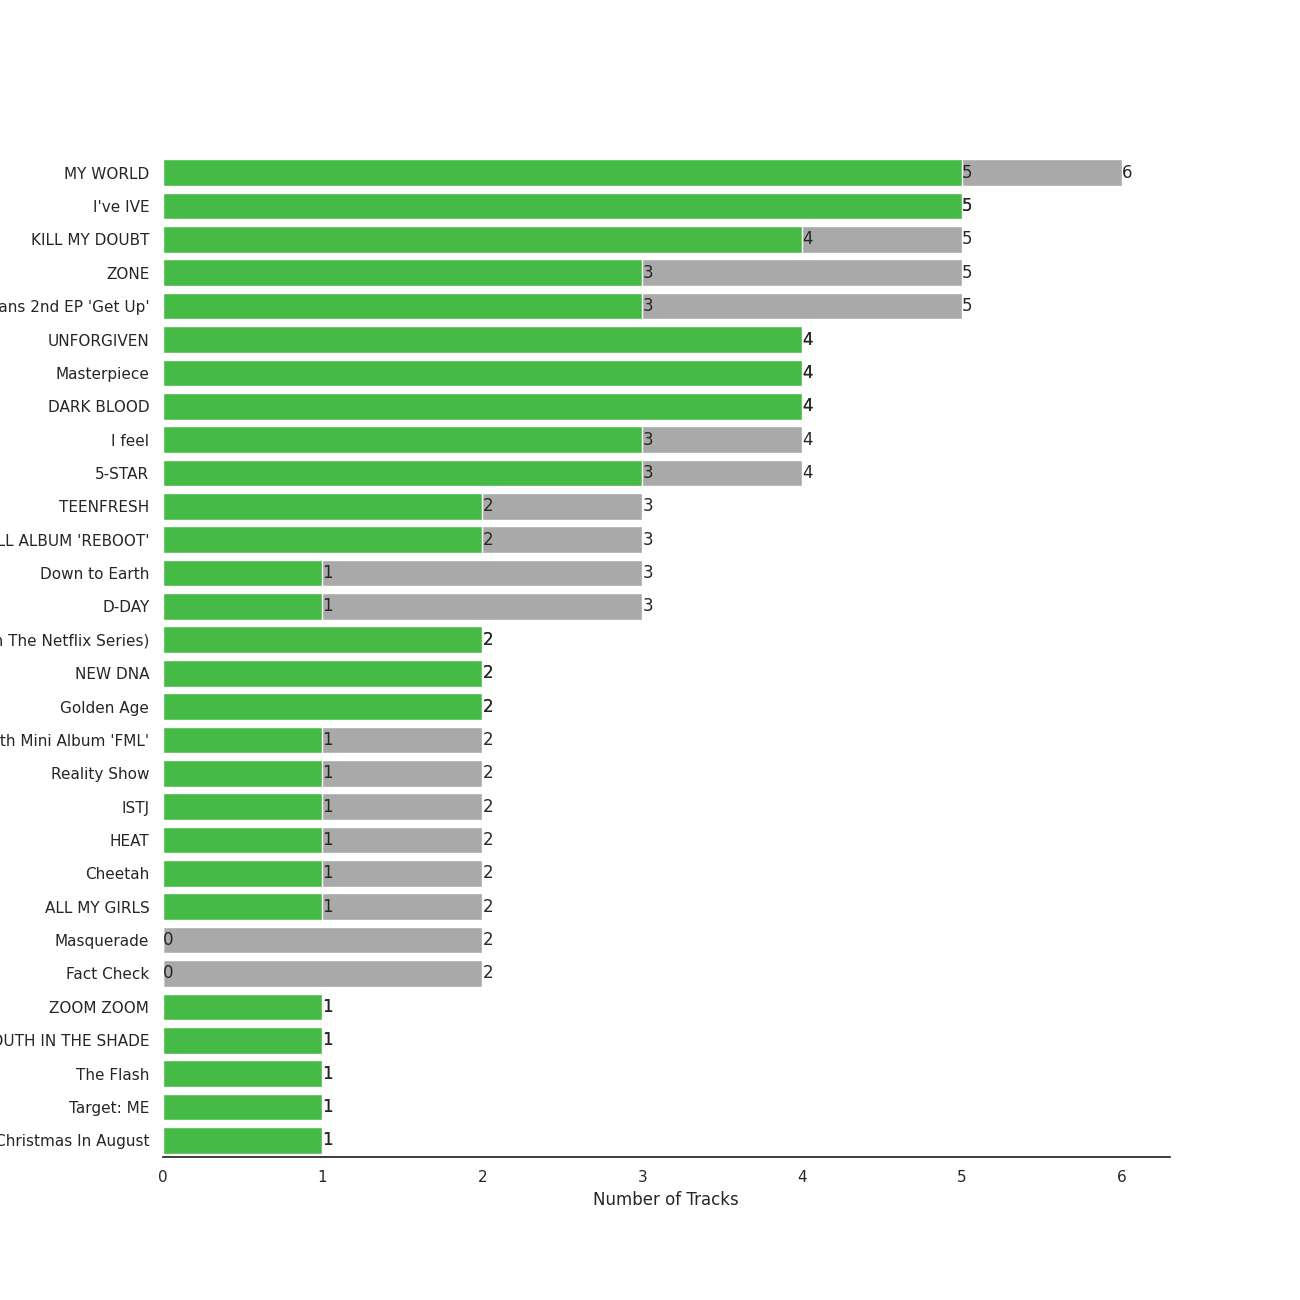 MY WORLD 5 6
I've IVE 5
KILL MY DOUBT 4 5
ZONE 3 5
2nd EP 'Get Up' 3 5
UNFORGIVEN 4
Masterpiece 4
DARK BLOOD 4
I feel 3 4
5-STAR 3 4
TEENFRESH 2 3
ALBUM 'REBOOT' 2 3
Down to Earth 1 3
D-DAY 1 3
The Netflix Series) 2
NEW DNA 2
Golden Age 2
Mini Album 'FML' 1 2
Reality Show 1 2
ISTJ 1 2
HEAT 1 2
Cheetah 1 2
ALL MY GIRLS 1 2
Masquerade 0 2
Fact Check 0 2
ZOOM ZOOM 1
IN THE SHADE 1
The Flash 1
Target: ME 1
Christmas In August 1
0 1 2 3 4 5 6
Number of Tracks